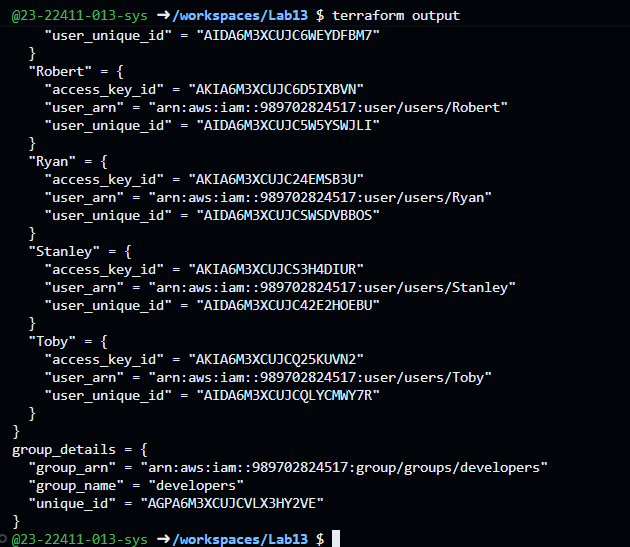 @23-22411-013-sys ➜/workspaces/Lab13 $ terraform output
"user_unique_id" = "AIDA6M3XCUJC6WEYDFBM7"
}
"Robert" = {
"access_key_id" = "AKIA6M3XCUJC6D5IXBVN"
"user_arn" = "arn:aws:iam::989702824517:user/users/Robert"
"user_unique_id" = "AIDA6M3XCUJC5W5YSWJLI"
}
"Ryan" = {
"access_key_id" = "AKIA6M3XCUJC24EMSB3U"
"user_arn" = "arn:aws:iam::989702824517:user/users/Ryan"
"user_unique_id" = "AIDA6M3XCUJCSWSDVBBOS"
}
"Stanley" = {
"access_key_id" = "AKIA6M3XCUJCS3H4DIUR"
"user_arn" = "arn:aws:iam::989702824517:user/users/Stanley"
"user_unique_id" = "AIDA6M3XCUJC42E2HOEBU"
}
"Toby" = {
"access_key_id" = "AKIA6M3XCUJCQ25KUVN2"
"user_arn" = "arn:aws:iam::989702824517:user/users/Toby"
"user_unique_id" = "AIDA6M3XCUJCQLYCMWY7R"
}
}
group_details = {
"group_arn" = "arn:aws:iam::989702824517:group/groups/developers"
"group_name" = "developers"
"unique_id" = "AGPA6M3XCUJCVLX3HY2VE"
}
@23-22411-013-sys ➜/workspaces/Lab13 $